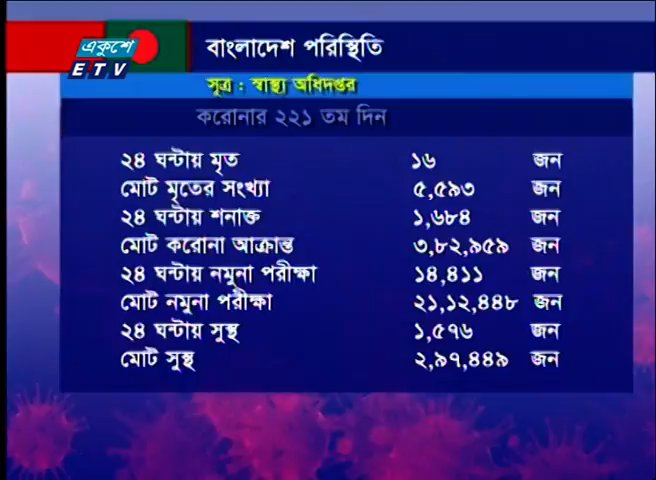 একুশে
ETV
বাংলাদেশ পরিস্থিতি
সুত্র : স্বাস্থ্য অধিদপ্তর
করোনার ২২১ তম দিন
২৪ ঘন্টায় মৃত ১৬ জন
মোট মৃতের সংখ্যা ৫,৫৯৩ জন
২৪ ঘন্টায় শনাক্ত ১,৬৮৪ জন
মোট করোনা আক্রান্ত ৩,৮২,৯৫৯ জন
২৪ ঘন্টায় নমুনা পরীক্ষা ১৪,৪১১ জন
মোট নমুনা পরীক্ষা ২১,১২,৪৪৮ জন
২৪ ঘন্টায় সুস্থ ১,৫৭৬ জন
মোট সুস্থ ২,৯৭,৪৪৯ জন